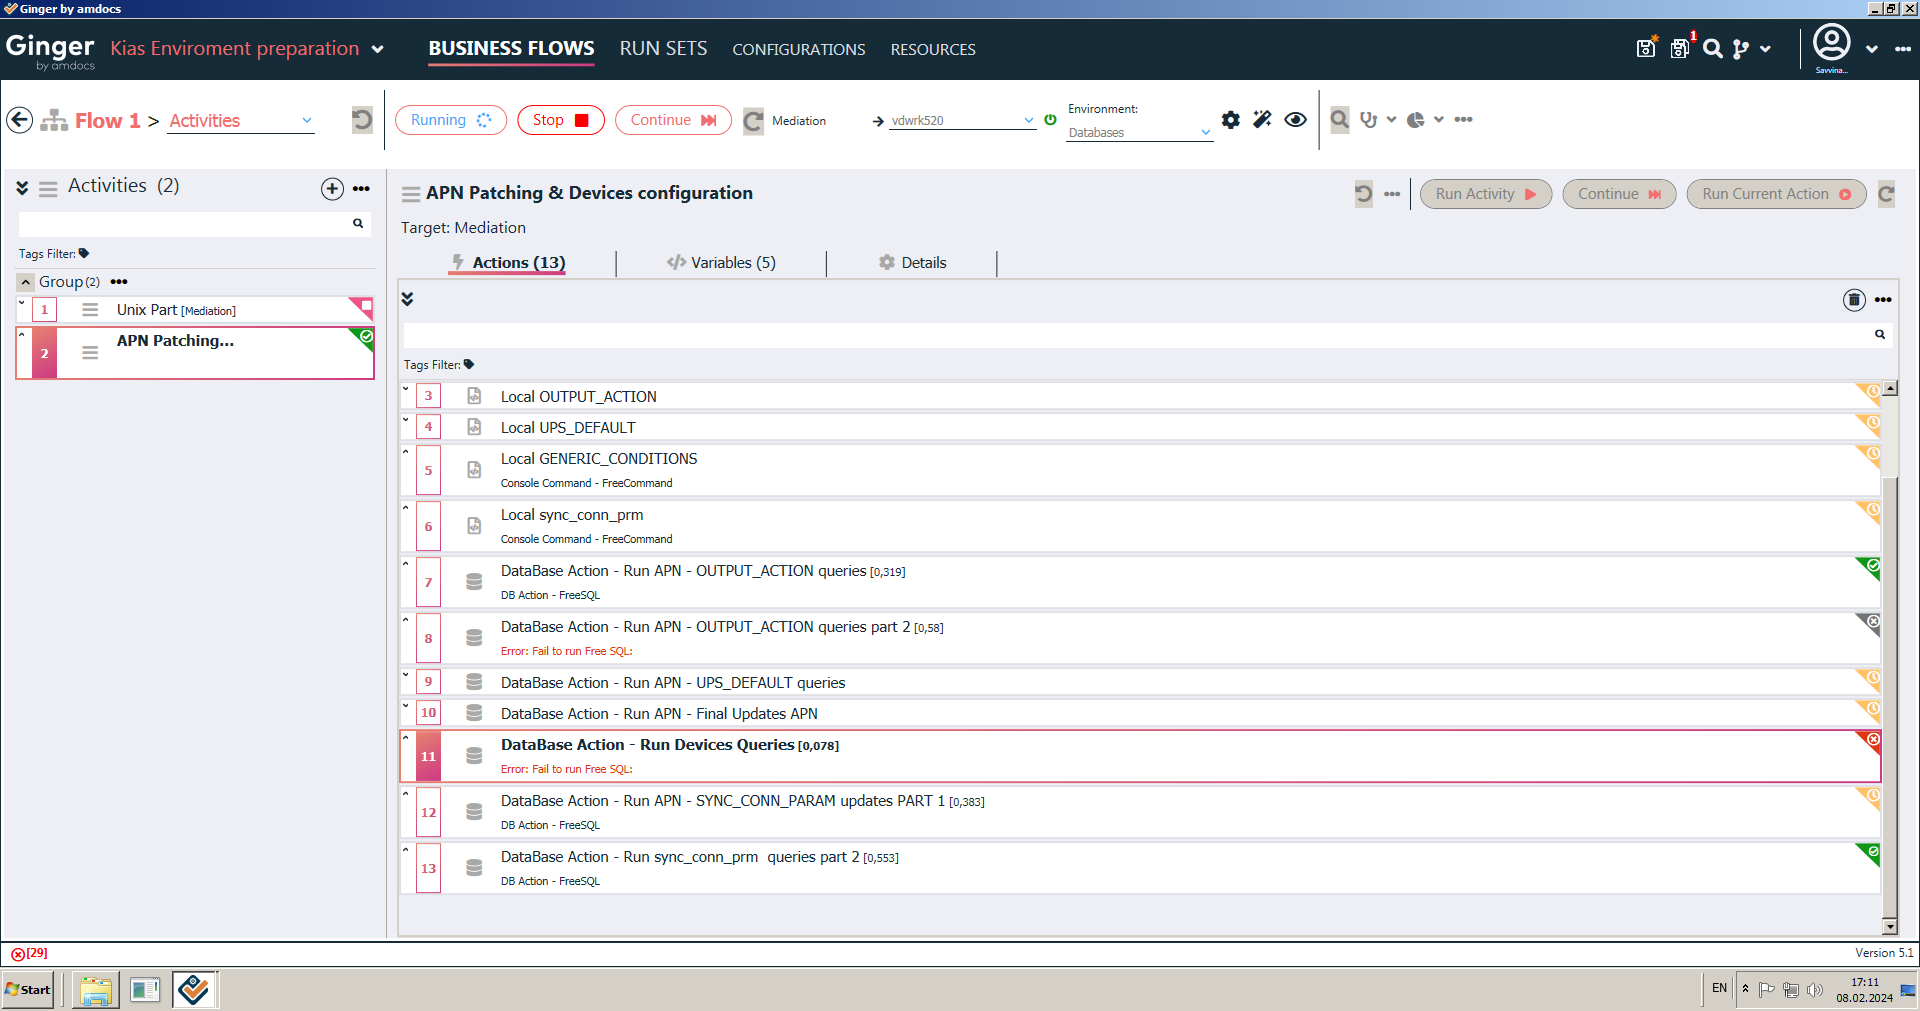 Ginger by amdocs
Ginger
by amdocs
Kias Enviroment preparation
BUSINESS FLOWS
RUN SETS
CONFIGURATIONS
RESOURCES
1
Savvina...
Flow 1 > Activities
Running
Stop
Continue
Mediation
vdwrk520
Environment:
Databases
Activities (2)
Tags Filter:
Group(2)
1 Unix Part [Mediation]
2 APN Patching...
APN Patching & Devices configuration
Run Activity
Continue
Run Current Action
Target: Mediation
Actions (13)
Variables (5)
Details
Tags Filter:
3 Local OUTPUT_ACTION
4 Local UPS_DEFAULT
5 Local GENERIC_CONDITIONS
Console Command - FreeCommand
6 Local sync_conn_prm
Console Command - FreeCommand
7 DataBase Action - Run APN - OUTPUT_ACTION queries [0,319]
DB Action - FreeSQL
8 DataBase Action - Run APN - OUTPUT_ACTION queries part 2 [0,58]
Error: Fail to run Free SQL:
9 DataBase Action - Run APN - UPS_DEFAULT queries
10 DataBase Action - Run APN - Final Updates APN
11 DataBase Action - Run Devices Queries [0,078]
Error: Fail to run Free SQL:
12 DataBase Action - Run APN - SYNC_CONN_PARAM updates PART 1 [0,383]
DB Action - FreeSQL
13 DataBase Action - Run sync_conn_prm queries part 2 [0,553]
DB Action - FreeSQL
[29]
Version 5.1
Start
EN
17:11
08.02.2024